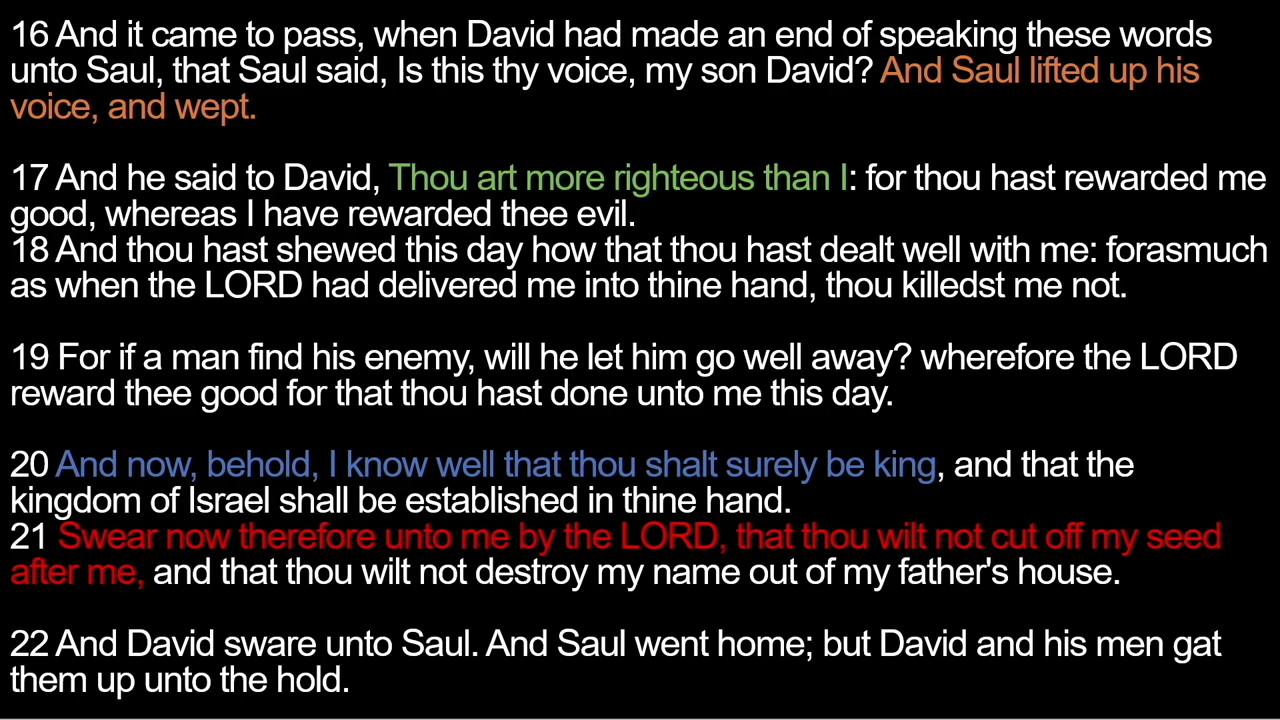 16 And it came to pass, when David had made an end of speaking these words
unto Saul, that Saul said, Is this thy voice, my son David? And Saul lifted up his
voice, and wept.
17 And he said to David, Thou art more righteous than I: for thou hast rewarded me
good, whereas I have rewarded thee evil.
18 And thou hast shewed this day how that thou hast dealt well with me: forasmuch
as when the LORD had delivered me into thine hand, thou killedst me not.
19 For if a man find his enemy, will he let him go well away? wherefore the LORD
reward thee good for that thou hast done unto me this day.
20 And now, behold, I know well that thou shalt surely be king, and that the
kingdom of Israel shall be established in thine hand.
21 Swear now therefore unto me by the LORD, that thou wilt not cut off my seed
after me, and that thou wilt not destroy my name out of my father's house.
22 And David sware unto Saul. And Saul went home; but David and his men gat
them up unto the hold.